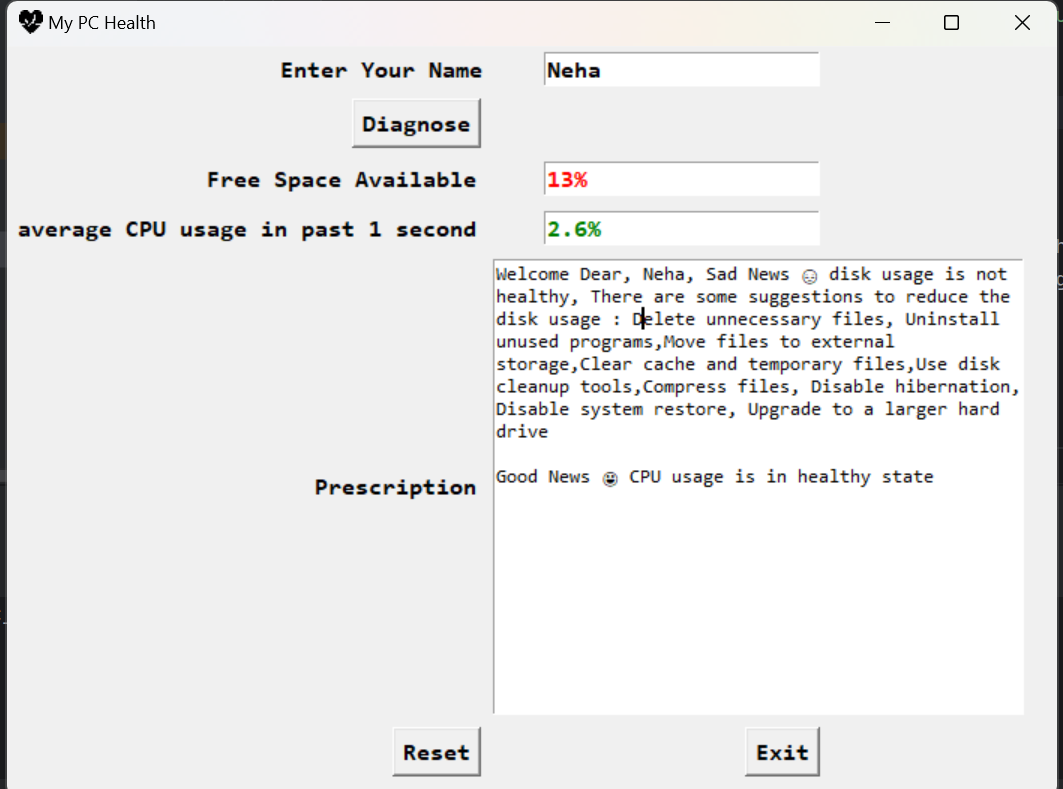 My PC Health
Enter Your Name Neha
Diagnose
Free Space Available 13%
average CPU usage in past 1 second 2.6%
Welcome Dear, Neha, Sad News 😞 disk usage is not
healthy, There are some suggestions to reduce the
disk usage : Delete unnecessary files, Uninstall
unused programs,Move files to external
storage,Clear cache and temporary files,Use disk
cleanup tools,Compress files, Disable hibernation,
Disable system restore, Upgrade to a larger hard
drive
Good News 😀 CPU usage is in healthy state
Prescription
Reset Exit